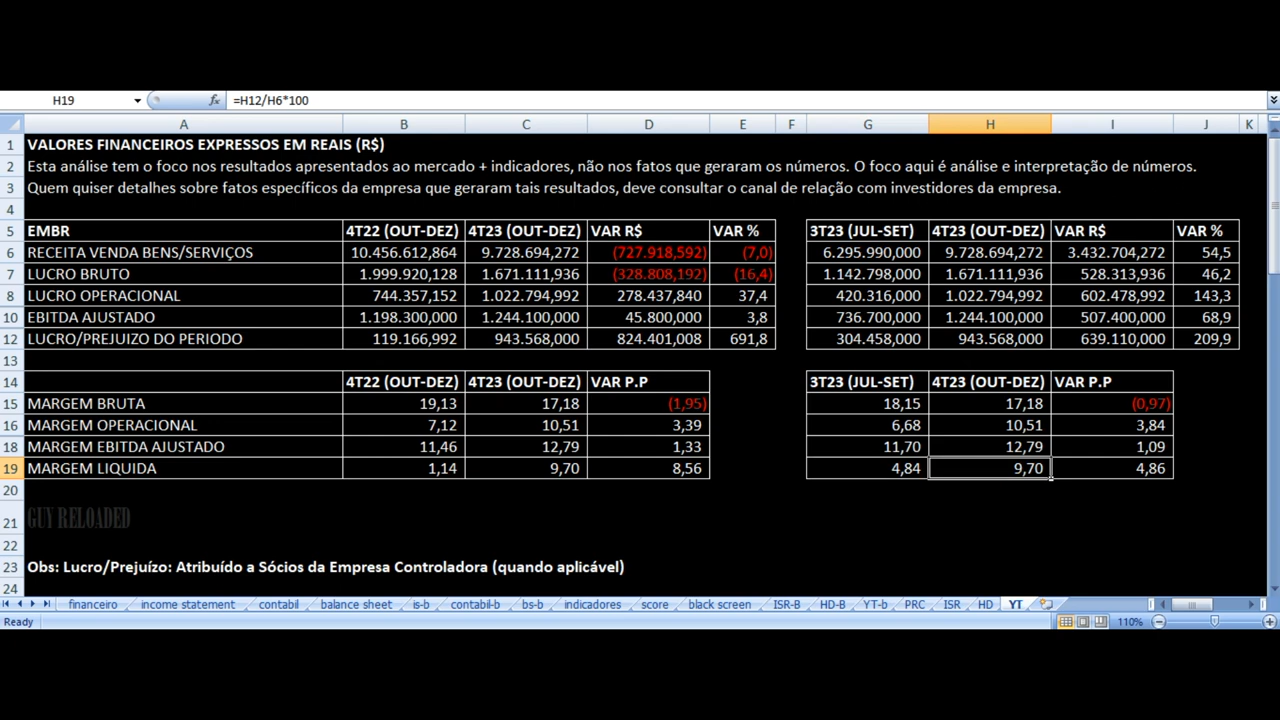 H19 fx =H12/H6*100
A B C D E F G H I J K
1 VALORES FINANCEIROS EXPRESSOS EM REAIS (R$)
2 Esta análise tem o foco nos resultados apresentados ao mercado + indicadores, não nos fatos que geraram os números. O foco aqui é análise e interpretação de números.
3 Quem quiser detalhes sobre fatos específicos da empresa que geraram tais resultados, deve consultar o canal de relação com investidores da empresa.
4
5 EMBR 4T22 (OUT-DEZ) 4T23 (OUT-DEZ) VAR R$ VAR % 3T23 (JUL-SET) 4T23 (OUT-DEZ) VAR R$ VAR %
6 RECEITA VENDA BENS/SERVIÇOS 10.456.612,864 9.728.694,272 (727.918,592) (7,0) 6.295.990,000 9.728.694,272 3.432.704,272 54,5
7 LUCRO BRUTO 1.999.920,128 1.671.111,936 (328.808,192) (16,4) 1.142.798,000 1.671.111,936 528.313,936 46,2
8 LUCRO OPERACIONAL 744.357,152 1.022.794,992 278.437,840 37,4 420.316,000 1.022.794,992 602.478,992 143,3
10 EBITDA AJUSTADO 1.198.300,000 1.244.100,000 45.800,000 3,8 736.700,000 1.244.100,000 507.400,000 68,9
12 LUCRO/PREJUIZO DO PERIODO 119.166,992 943.568,000 824.401,008 691,8 304.458,000 943.568,000 639.110,000 209,9
13
14 4T22 (OUT-DEZ) 4T23 (OUT-DEZ) VAR P.P 3T23 (JUL-SET) 4T23 (OUT-DEZ) VAR P.P
15 MARGEM BRUTA 19,13 17,18 (1,95) 18,15 17,18 (0,97)
16 MARGEM OPERACIONAL 7,12 10,51 3,39 6,68 10,51 3,84
18 MARGEM EBITDA AJUSTADO 11,46 12,79 1,33 11,70 12,79 1,09
19 MARGEM LIQUIDA 1,14 9,70 8,56 4,84 9,70 4,86
20
21 GUY RELOADED
22
23 Obs: Lucro/Prejuízo: Atribuído a Sócios da Empresa Controladora (quando aplicável)
24
financeiro income statement contabil balance sheet is-b contabil-b bs-b indicadores score black screen ISR-B HD-B YT-b PRC ISR HD YT
Ready 110%